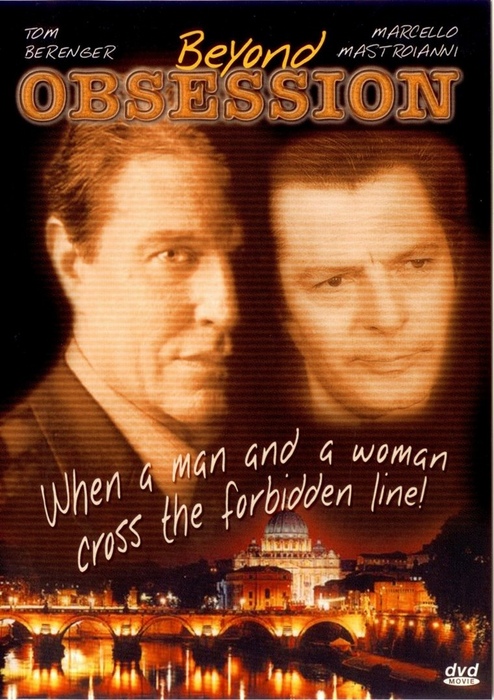 TOM
BERENGER
MARCELLO
MASTROIANNI
Beyond
OBSESSION
When a man and a woman
cross the forbidden line!
dvd
MOVIE